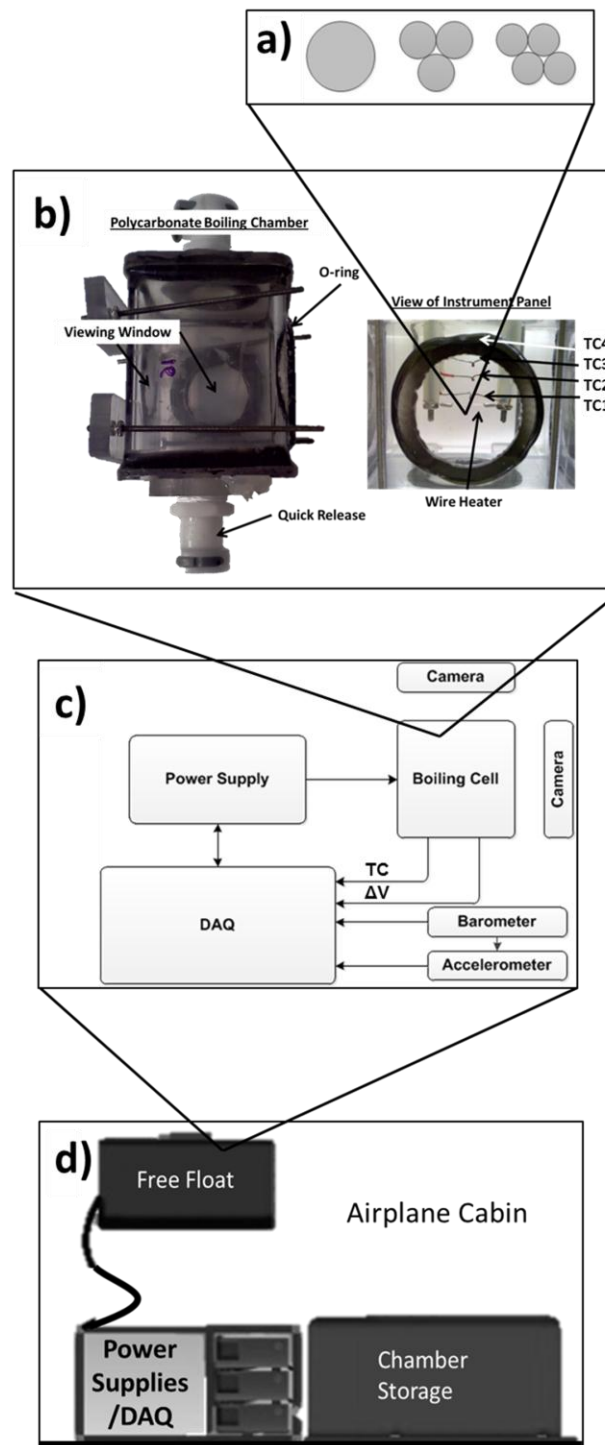 a)
b)
Polycarbonate Boiling Chamber
O-ring
View of Instrument Panel
Viewing Window
TC4
TC3
TC2
TC1
Wire Heater
Quick Release
c)
Camera
Power Supply
Boiling Cell
Camera
TC
ΔV
DAQ
Barometer
Accelerometer
d)
Free Float
Airplane Cabin
Power
Supplies
/DAQ
Chamber
Storage